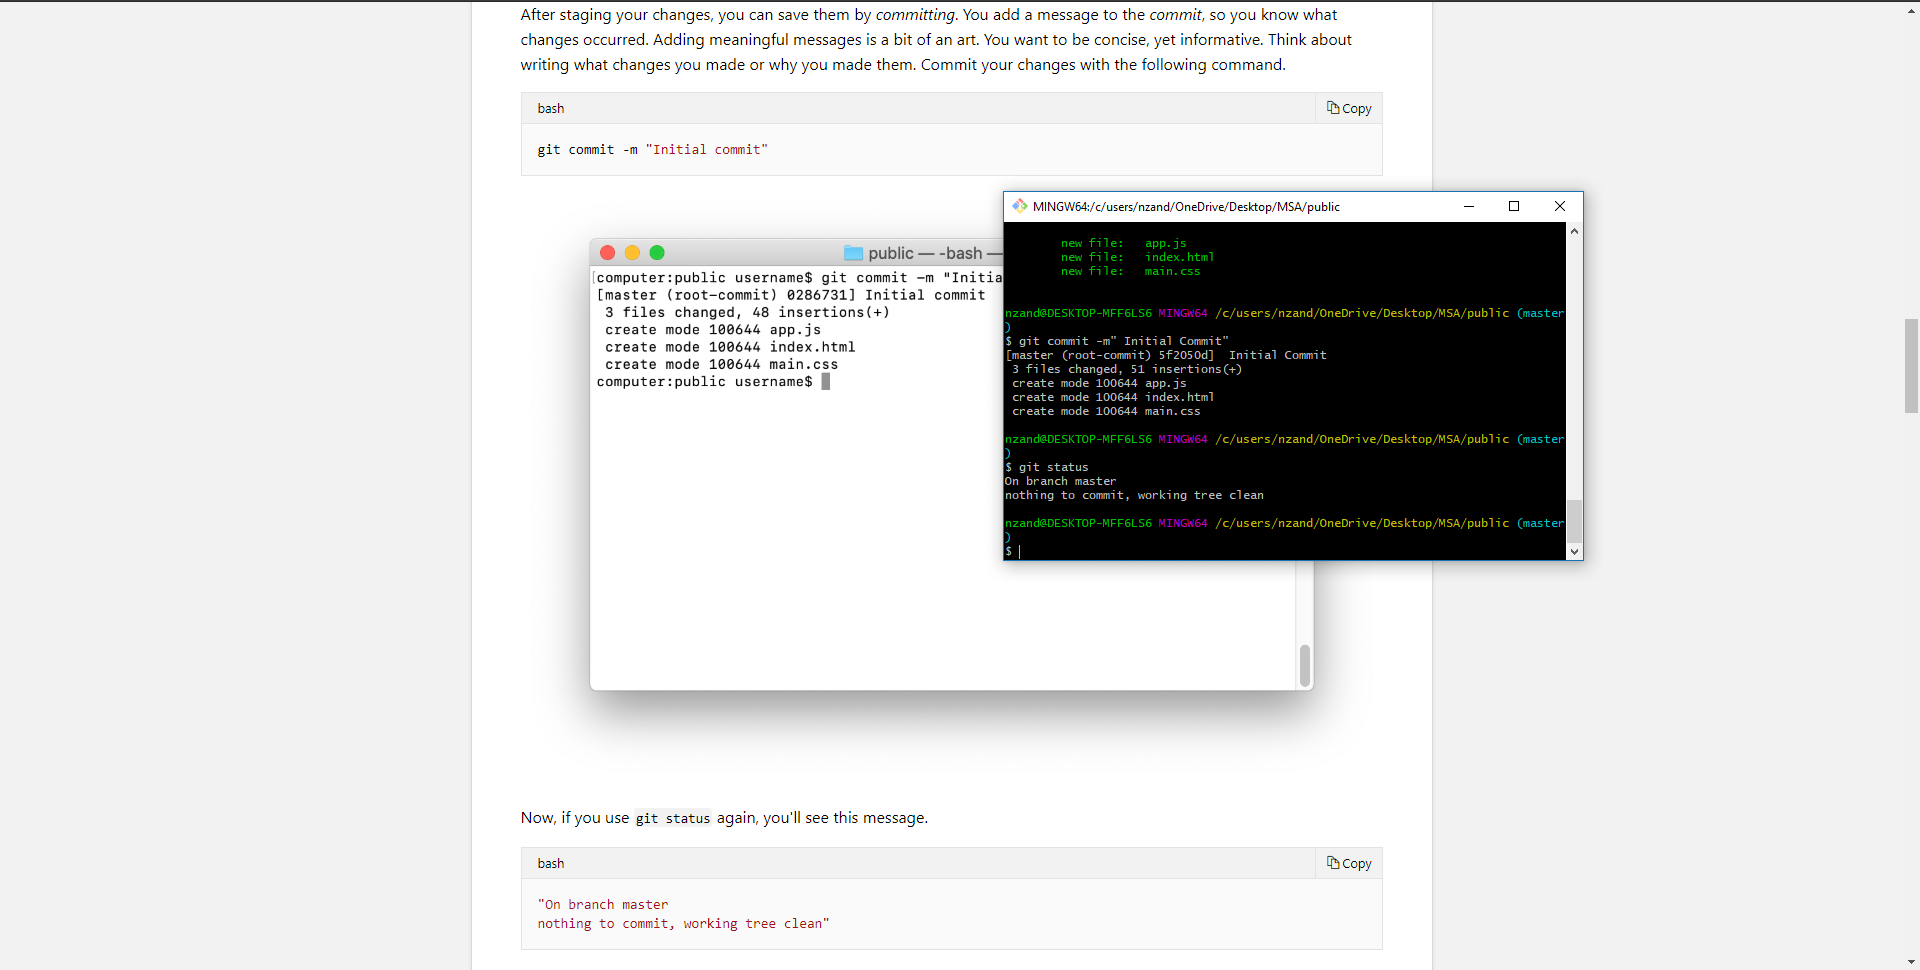 After staging your changes, you can save them by committing. You add a message to the commit, so you know what
changes occurred. Adding meaningful messages is a bit of an art. You want to be concise, yet informative. Think about
writing what changes you made or why you made them. Commit your changes with the following command.
bash
Copy
git commit -m "Initial commit"
public — -bash —
[computer:public username$ git commit -m "Initia
[master (root-commit) 0286731] Initial commit
3 files changed, 48 insertions(+)
create mode 100644 app.js
create mode 100644 index.html
create mode 100644 main.css
computer:public username$
MINGW64:/c/users/nzand/OneDrive/Desktop/MSA/public
new file: app.js
new file: index.html
new file: main.css
nzand@DESKTOP-MFF6LS6 MINGW64 /c/users/nzand/OneDrive/Desktop/MSA/public (master
)
$ git commit -m" Initial Commit"
[master (root-commit) 5f2050d]  Initial Commit
3 files changed, 51 insertions(+)
create mode 100644 app.js
create mode 100644 index.html
create mode 100644 main.css
nzand@DESKTOP-MFF6LS6 MINGW64 /c/users/nzand/OneDrive/Desktop/MSA/public (master
)
$ git status
On branch master
nothing to commit, working tree clean
nzand@DESKTOP-MFF6LS6 MINGW64 /c/users/nzand/OneDrive/Desktop/MSA/public (master
)
$
Now, if you use git status again, you'll see this message.
bash
Copy
"On branch master
nothing to commit, working tree clean"